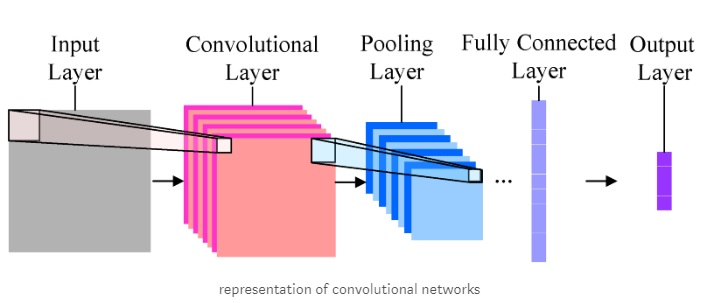 Input
Layer
Convolutional
Layer
Pooling
Layer
Fully Connected
Layer
Output
Layer
...
representation of convolutional networks